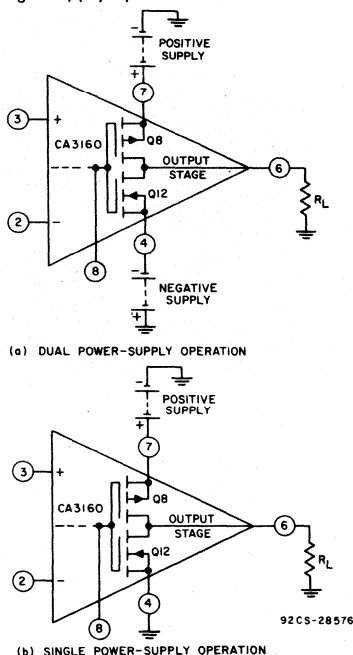 - POSITIVE
SUPPLY
+
7
3 +
CA3160
Q8
OUTPUT
STAGE
6
Q12
RL
2 -
4
8
-
NEGATIVE
SUPPLY
+
(a) DUAL POWER-SUPPLY OPERATION
- POSITIVE
SUPPLY
+
7
3 +
CA3160
Q8
OUTPUT
STAGE
6
Q12
RL
2 -
4
8
92CS-28576
(b) SINGLE POWER-SUPPLY OPERATION